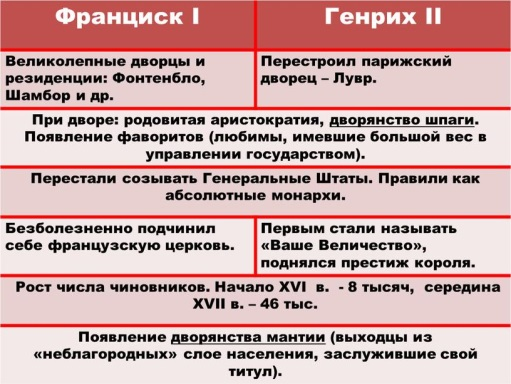 Франциск I
Генрих II
Великолепные дворцы и
резиденции: Фонтенбло,
Шамбор и др.
Перестроил парижский
дворец – Лувр.
При дворе: родовитая аристократия, дворянство шпаги.
Появление фаворитов (любимы, имевшие большой вес в
управлении государством).
Перестали созывать Генеральные Штаты. Правили как
абсолютные монархи.
Безболезненно подчинил
себе французскую церковь.
Первым стали называть
«Ваше Величество»,
поднялся престиж короля.
Рост числа чиновников. Начало XVI в. - 8 тысяч, середина
XVII в. – 46 тыс.
Появление дворянства мантии (выходцы из
«неблагородных» слое населения, заслужившие свой
титул).